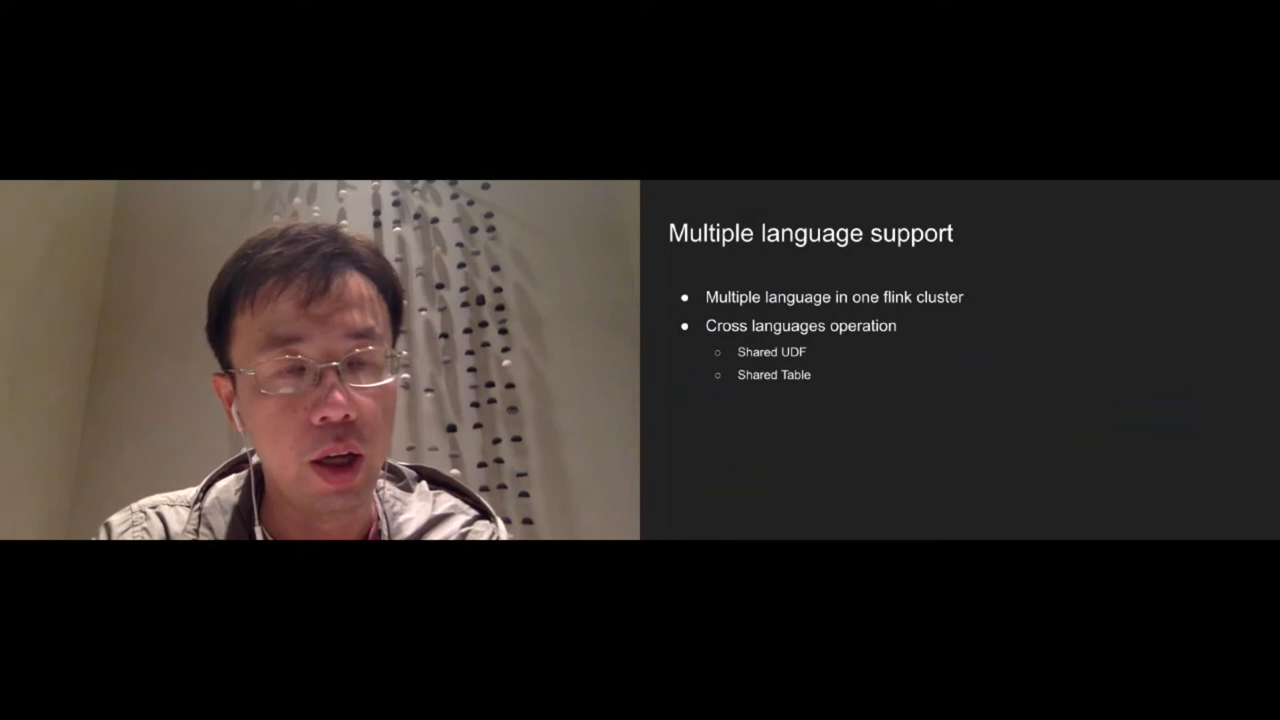 Multiple language support
● Multiple language in one flink cluster
● Cross languages operation
○ Shared UDF
○ Shared Table